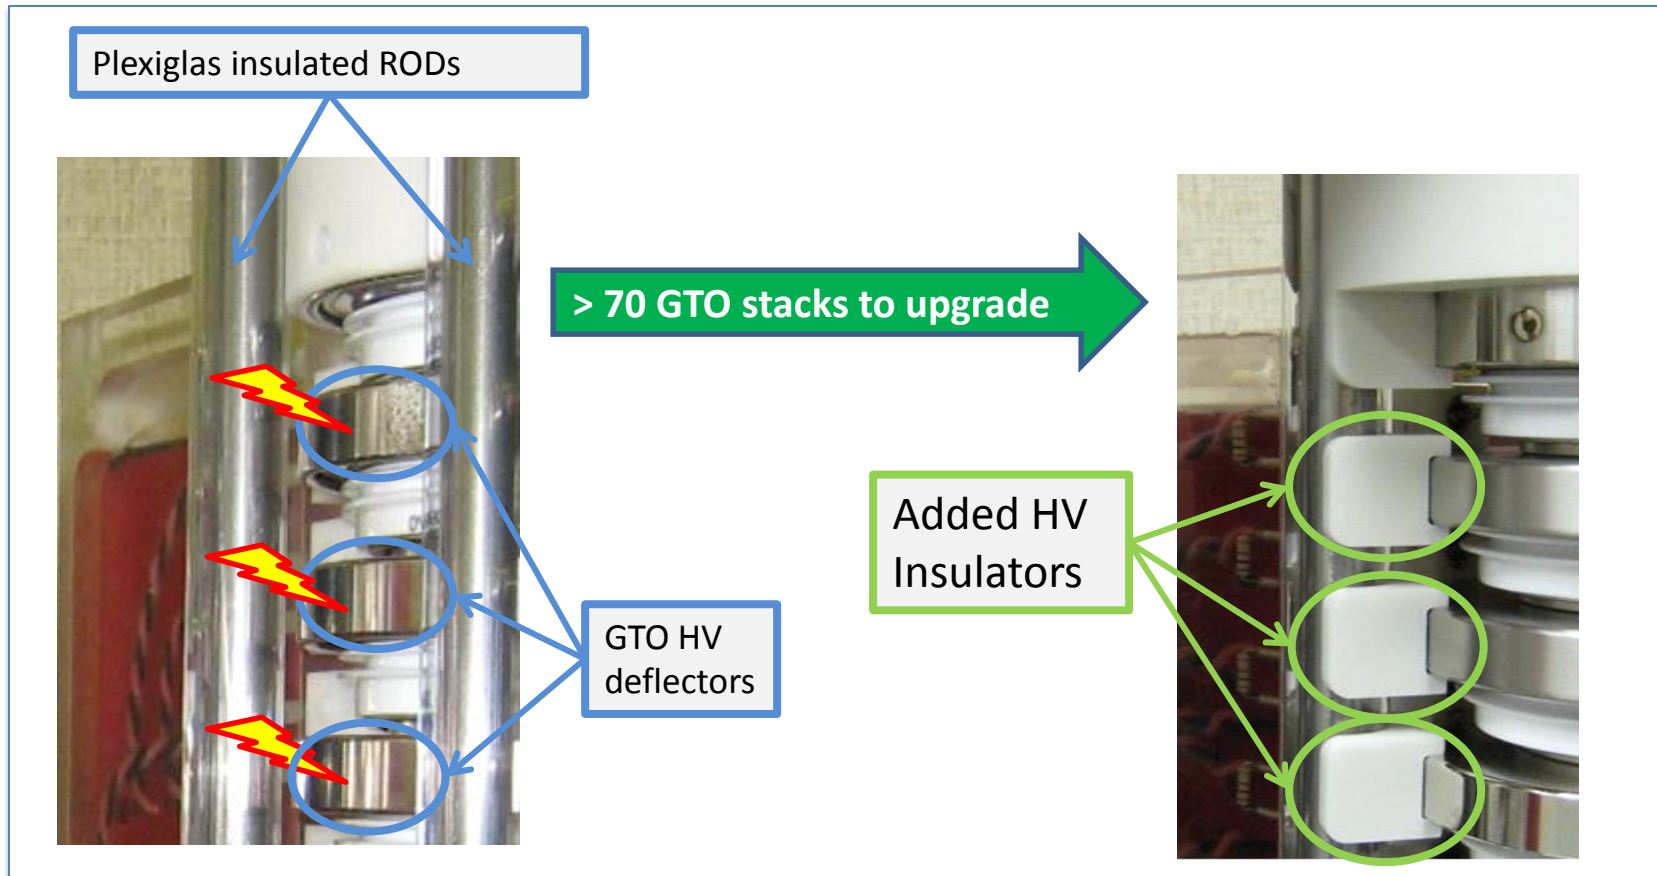 Plexiglas insulated RODs
> 70 GTO stacks to upgrade
Added HV
Insulators
GTO HV
deflectors